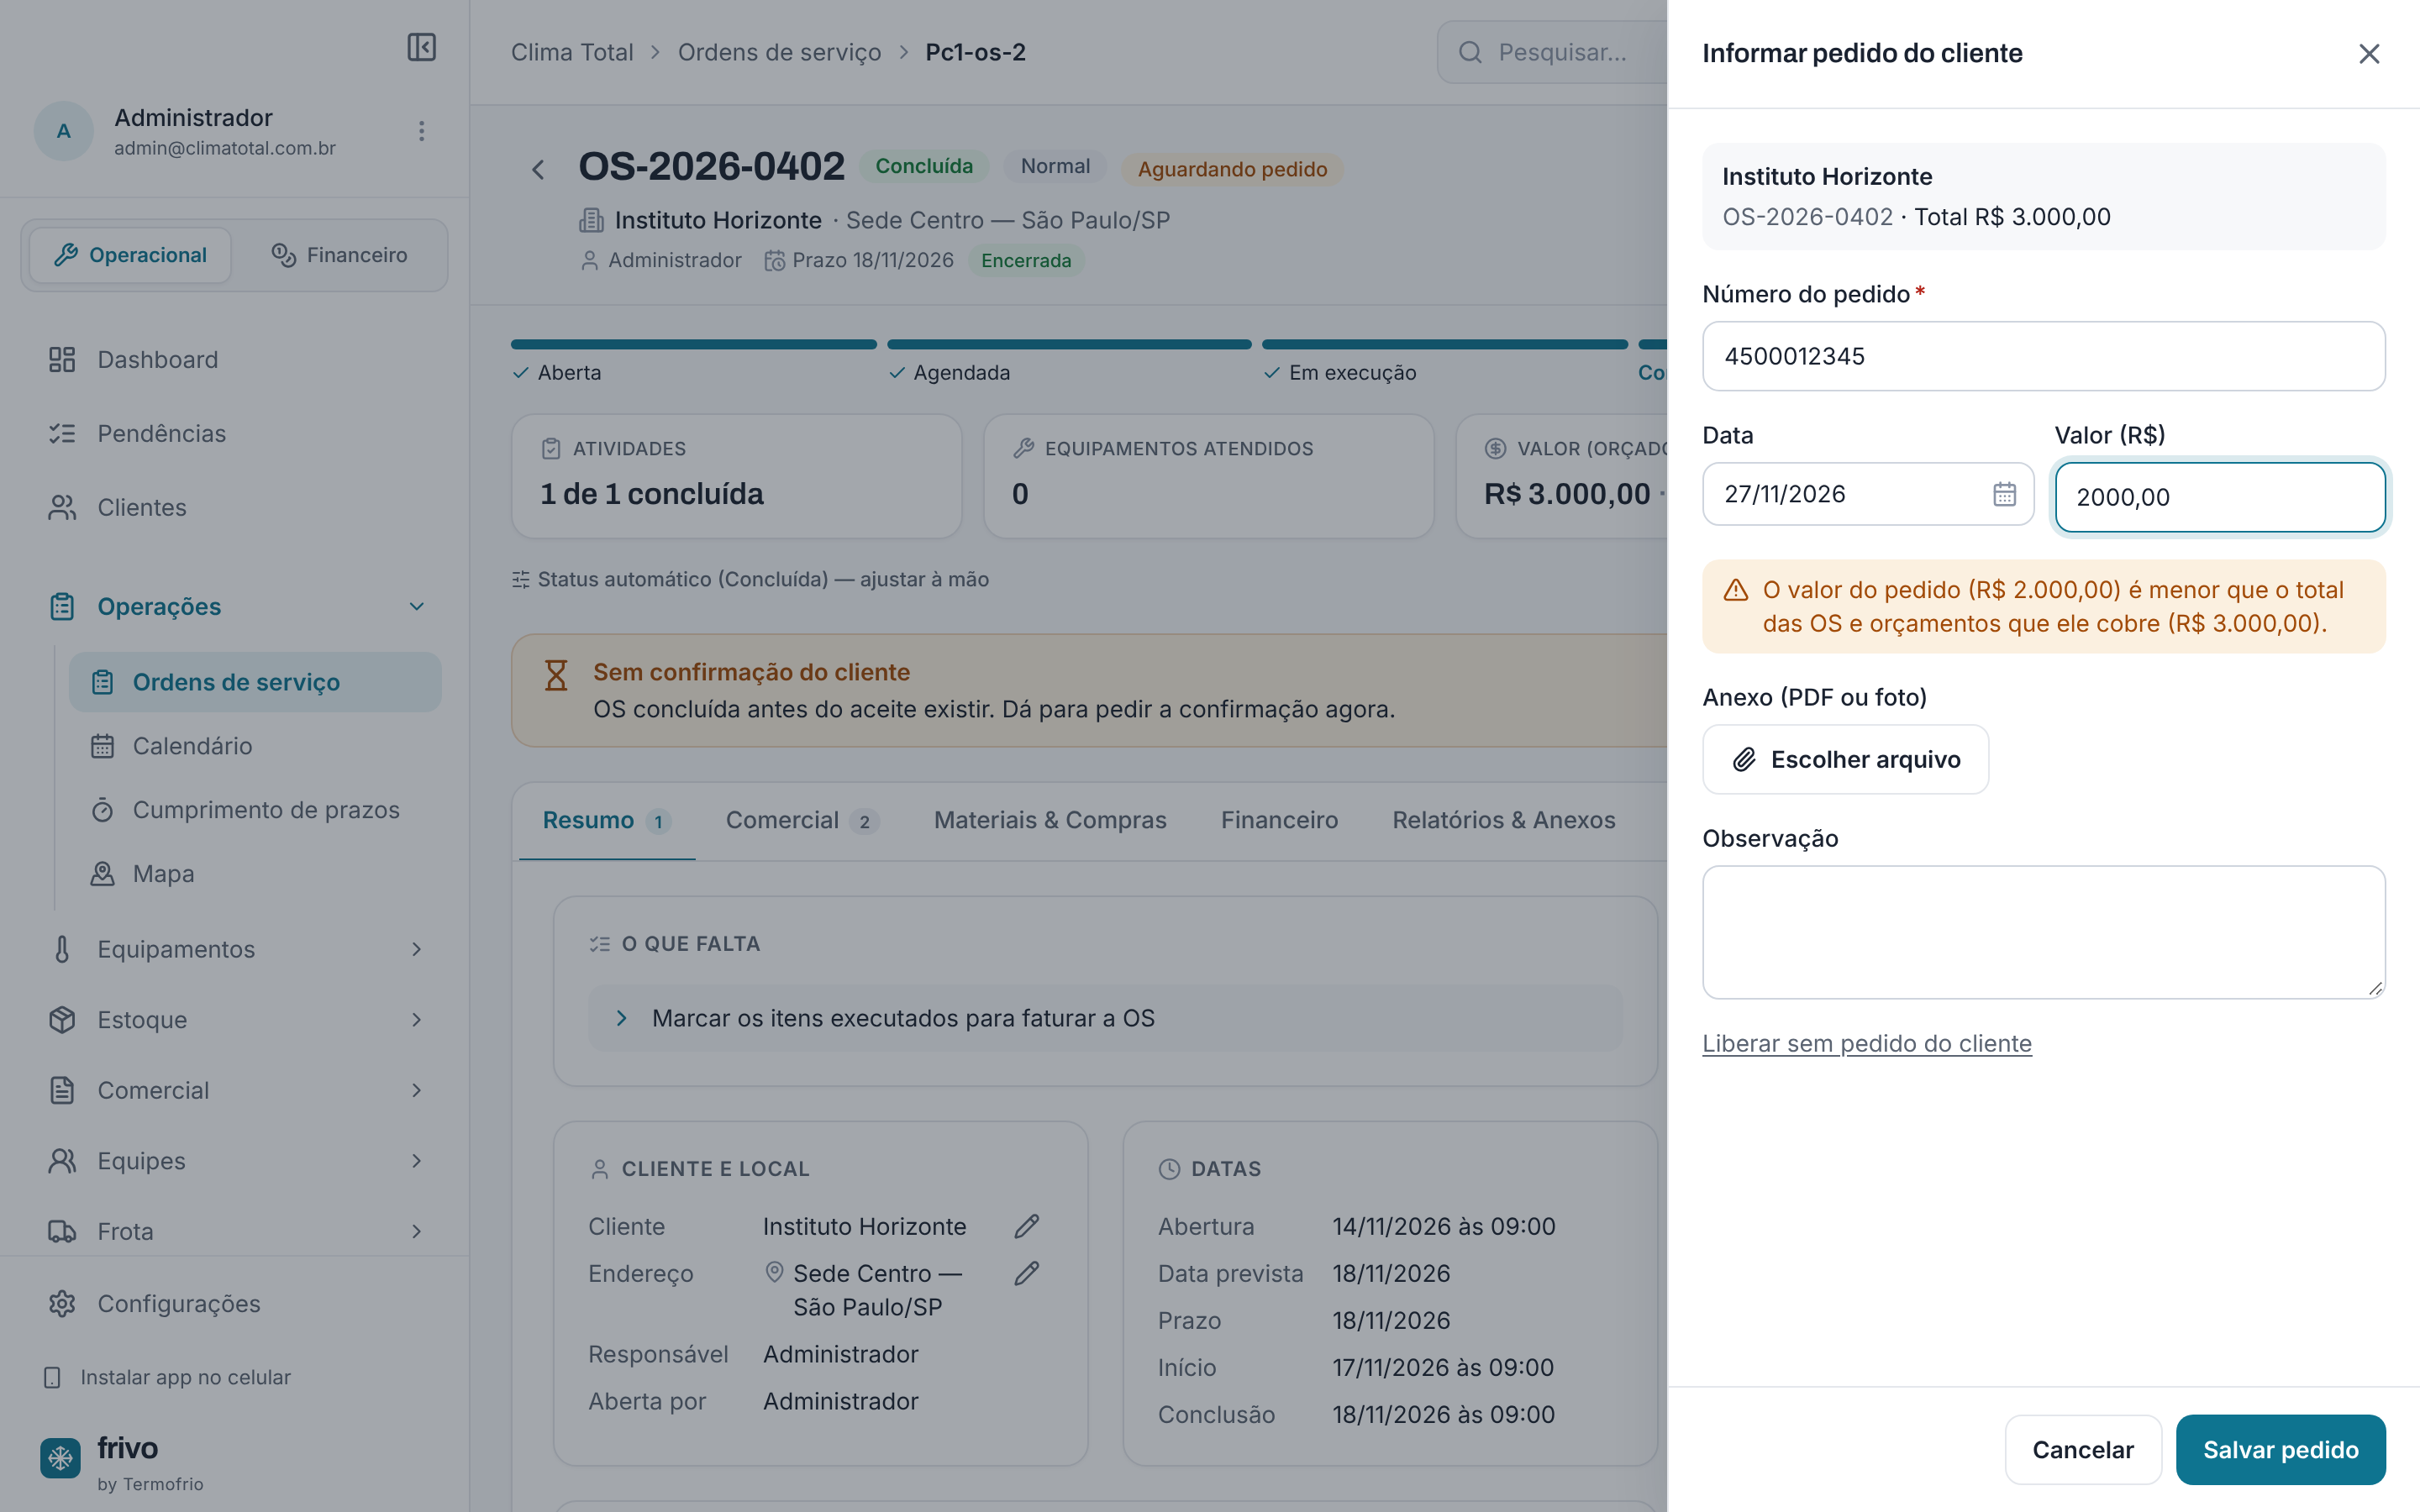 Administrador
admin@climatotal.com.br
A
Operacional
Financeiro
Dashboard
Pendências
Clientes
Operações
Ordens de serviço
Calendário
Cumprimento de prazos
Mapa
Equipamentos
Estoque
Comercial
Equipes
Frota
Configurações
Instalar app no celular
frivo
by Termofrio
Clima Total
Ordens de serviço
Pc1-os-2
Pesquisar...
OS-2026-0402
Concluída
Normal
Aguardando pedido
Instituto Horizonte · Sede Centro — São Paulo/SP
Administrador
Prazo 18/11/2026
Encerrada
Aberta
Agendada
Em execução
Co
ATIVIDADES
1 de 1 concluída
EQUIPAMENTOS ATENDIDOS
0
VALOR (ORÇADO
R$ 3.000,00 ·
Status automático (Concluída) — ajustar à mão
Sem confirmação do cliente
OS concluída antes do aceite existir. Dá para pedir a confirmação agora.
Resumo 1
Comercial 2
Materiais & Compras
Financeiro
Relatórios & Anexos
O QUE FALTA
Marcar os itens executados para faturar a OS
CLIENTE E LOCAL
Cliente Instituto Horizonte
Endereço Sede Centro —
São Paulo/SP
Responsável Administrador
Aberta por Administrador
DATAS
Abertura 14/11/2026 às 09:00
Data prevista 18/11/2026
Prazo 18/11/2026
Início 17/11/2026 às 09:00
Conclusão 18/11/2026 às 09:00
Informar pedido do cliente
Instituto Horizonte
OS-2026-0402 · Total R$ 3.000,00
Número do pedido*
4500012345
Data
27/11/2026
Valor (R$)
2000,00
O valor do pedido (R$ 2.000,00) é menor que o total
das OS e orçamentos que ele cobre (R$ 3.000,00).
Anexo (PDF ou foto)
Escolher arquivo
Observação
Liberar sem pedido do cliente
Cancelar
Salvar pedido